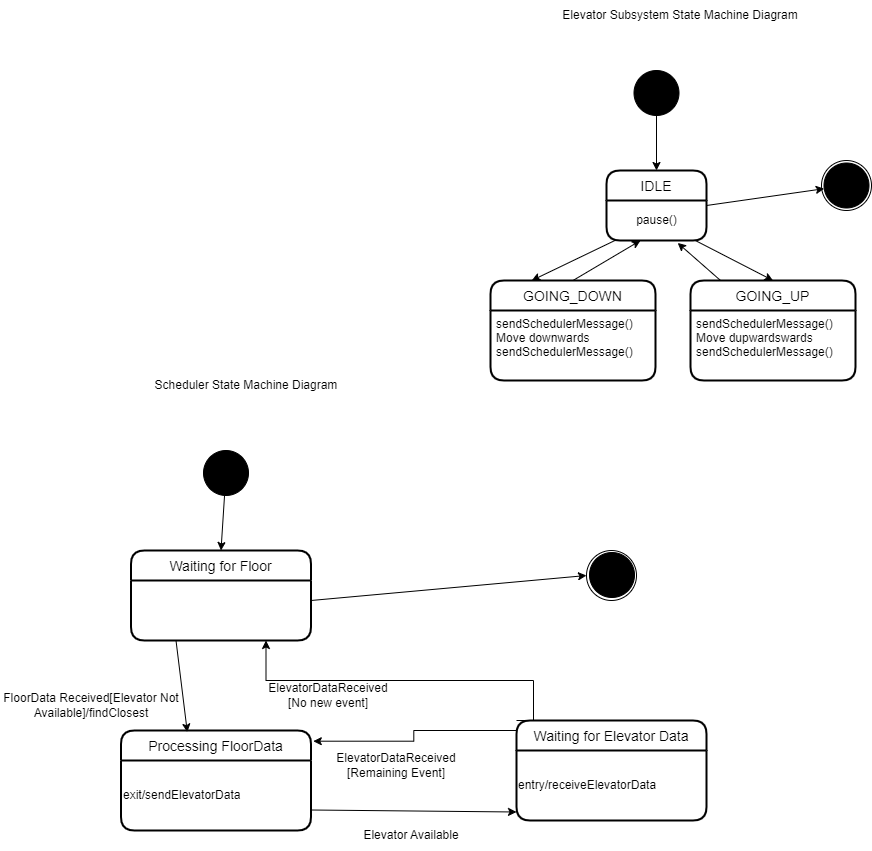 Elevator Subsystem State Machine Diagram
IDLE
pause()
GOING_DOWN
sendSchedulerMessage()
Move downwards
sendSchedulerMessage()
GOING_UP
sendSchedulerMessage()
Move dupwardswards
sendSchedulerMessage()
Scheduler State Machine Diagram
Waiting for Floor
FloorData Received[Elevator Not
Available]/findClosest
ElevatorDataReceived
[No new event]
Processing FloorData
exit/sendElevatorData
ElevatorDataReceived
[Remaining Event]
Waiting for Elevator Data
entry/receiveElevatorData
Elevator Available